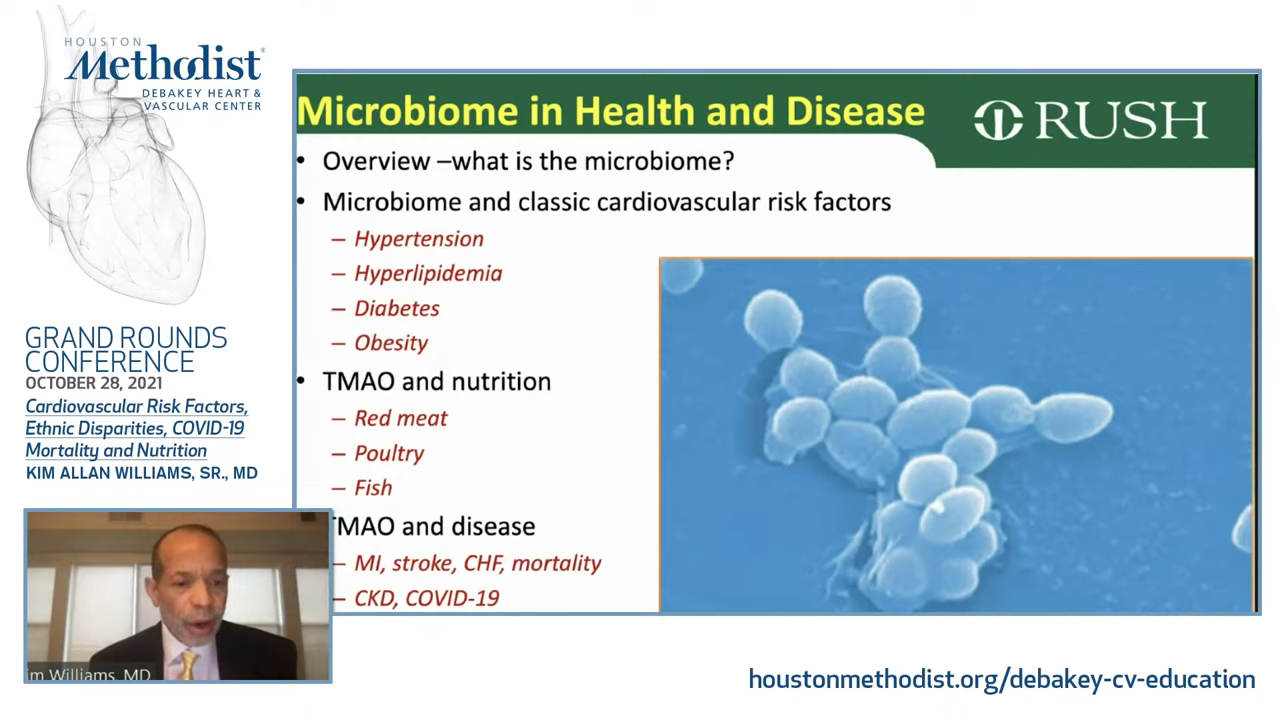 HOUSTON
Methodist®
DEBAKEY HEART &
VASCULAR CENTER
GRAND ROUNDS
CONFERENCE
OCTOBER 28, 2021
Cardiovascular Risk Factors,
Ethnic Disparities, COVID-19
Mortality and Nutrition
KIM ALLAN WILLIAMS, SR., MD
im Williams, MD
Microbiome in Health and Disease
RUSH
• Overview –what is the microbiome?
• Microbiome and classic cardiovascular risk factors
– Hypertension
– Hyperlipidemia
– Diabetes
– Obesity
• TMAO and nutrition
– Red meat
– Poultry
– Fish
TMAO and disease
– MI, stroke, CHF, mortality
– CKD, COVID-19
houstonmethodist.org/debakey-cv-education